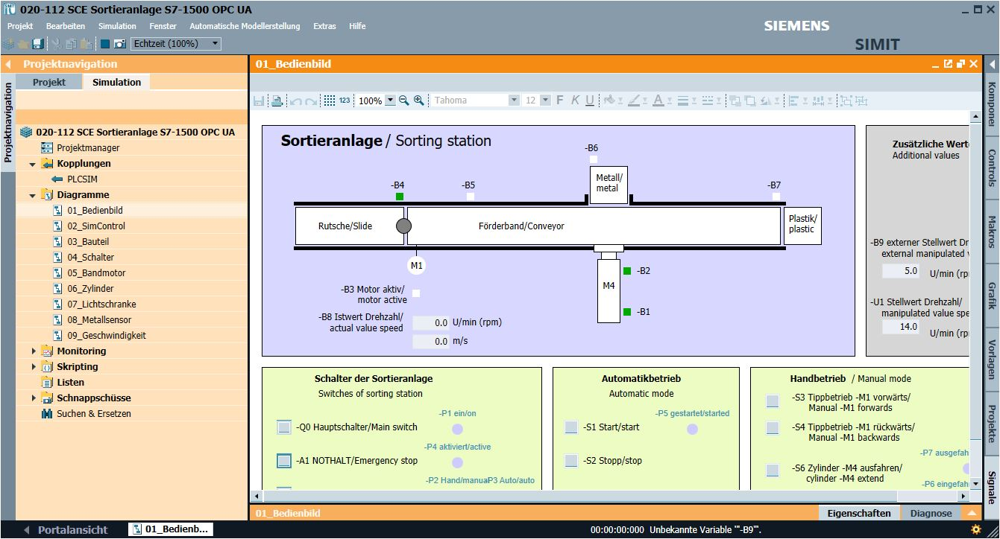 SIMIT
020-112 SCE Sortieranlage S7-1500 OPC UA
Projekt Bearbeiten Simulation Fenster Automatische Modellerstellung Extras Hilfe
SIEMENS
SIMIT
Echtzeit (100%)
Projektnavigation
Projektnavigation
Projekt Simulation
020-112 SCE Sortieranlage S7-1500 OPC UA
Projektmanager
Kopplungen
PLCSIM
Diagramme
01_Bedienbild
02_SimControl
03_Bauteil
04_Schalter
05_Bandmotor
06_Zylinder
07_Lichtschranke
08_Metallsensor
09_Geschwindigkeit
Monitoring
Skripting
Listen
Schnappschüsse
Suchen & Ersetzen
01_Bedienbild
123 100% Tahoma 12 F K U A
Sortieranlage / Sorting station
-B6
Metall/
metal
-B4 -B5 -B7
Rutsche/Slide
Förderband/Conveyor
Plastik/
plastic
M1
M4
-B2
-B1
-B3 Motor aktiv/
motor active
-B8 Istwert Drehzahl/
actual value speed
0.0 U/min (rpm)
0.0 m/s
Zusätzliche Werte
Additional values
-B9 externer Stellwert Dr
external manipulated v
5.0 U/min (rp
-U1 Stellwert Drehzahl/
manipulated value spe
14.0 U/min (rp
Schalter der Sortieranlage
Switches of sorting station
-P1 ein/on
-Q0 Hauptschalter/Main switch
-P4 aktiviert/active
-A1 NOTHALT/Emergency stop
-P2 Hand/manual -P3 Auto/auto
Automatikbetrieb
Automatic mode
-P5 gestartet/started
-S1 Start/start
-S2 Stopp/stop
Handbetrieb / Manual mode
-S3 Tippbetrieb -M1 vorwärts/
Manual -M1 forwards
-S4 Tippbetrieb -M1 rückwärts/
Manual -M1 backwards
-P7 ausgefah
-S6 Zylinder -M4 ausfahren/
cylinder -M4 extend
-P6 eingefah
Komponer
Controls
Makros
Grafik
Vorlagen
Projekte
Signale
01_Bedienbild
Eigenschaften Diagnose
Portalansicht
01_Bedienb...
00:00:00:000 Unbekannte Variable "'-B9'".